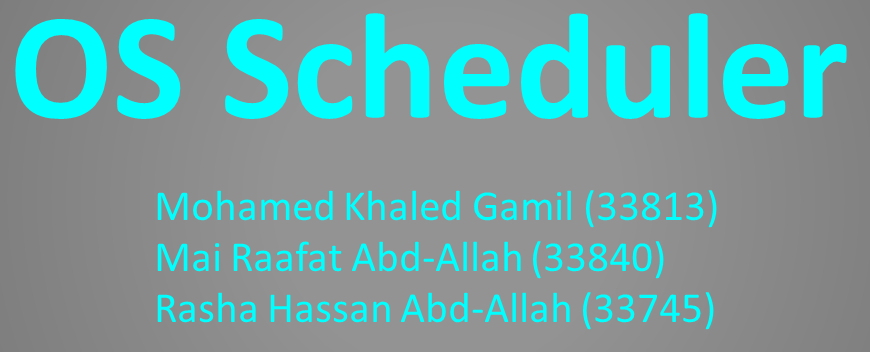 OS Scheduler
Mohamed Khaled Gamil (33813)
Mai Raafat Abd-Allah (33840)
Rasha Hassan Abd-Allah (33745)